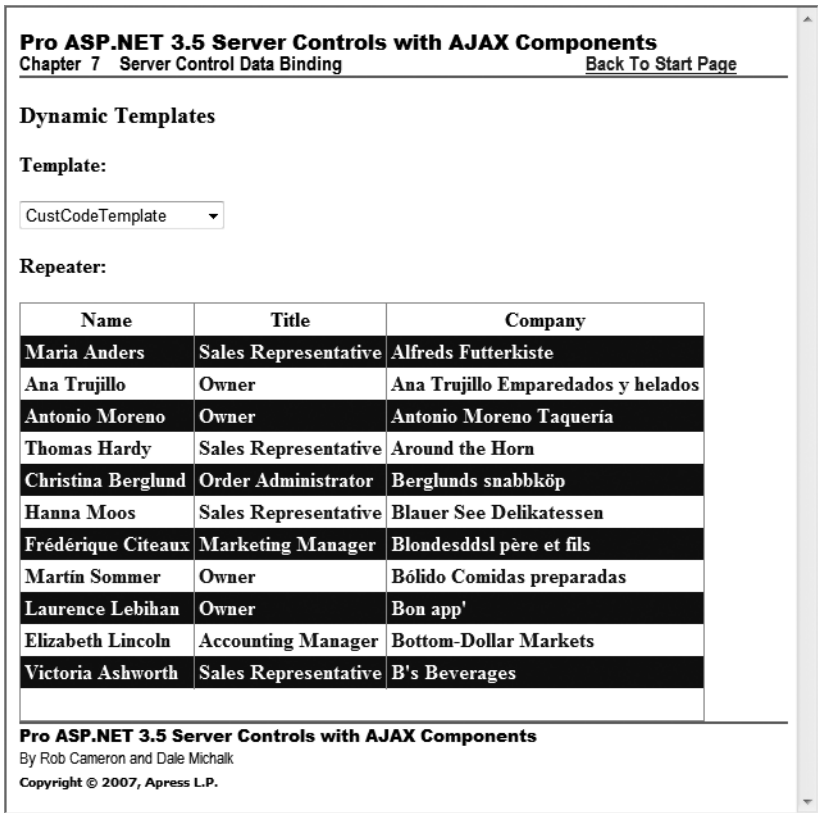 Pro ASP.NET 3.5 Server Controls with AJAX Components
Chapter 7 Server Control Data Binding Back To Start Page
Dynamic Templates
Template:
CustCodeTemplate
Repeater:
Name Title Company
Maria Anders Sales Representative Alfreds Futterkiste
Ana Trujillo Owner Ana Trujillo Emparedados y helados
Antonio Moreno Owner Antonio Moreno Taquería
Thomas Hardy Sales Representative Around the Horn
Christina Berglund Order Administrator Berglunds snabbköp
Hanna Moos Sales Representative Blauer See Delikatessen
Frédérique Citeaux Marketing Manager Blondesddsl père et fils
Martín Sommer Owner Bólido Comidas preparadas
Laurence Lebihan Owner Bon app'
Elizabeth Lincoln Accounting Manager Bottom-Dollar Markets
Victoria Ashworth Sales Representative B's Beverages
Pro ASP.NET 3.5 Server Controls with AJAX Components
By Rob Cameron and Dale Michalk
Copyright © 2007, Apress L.P.